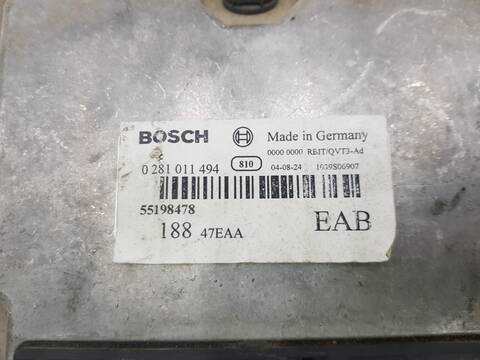 BOSCH Made in Germany
0000 0000 RBJT/QVT3-Ad
0 281 011 494 810 04-08-24 1039S06907
55198478
188 47EAA EAB